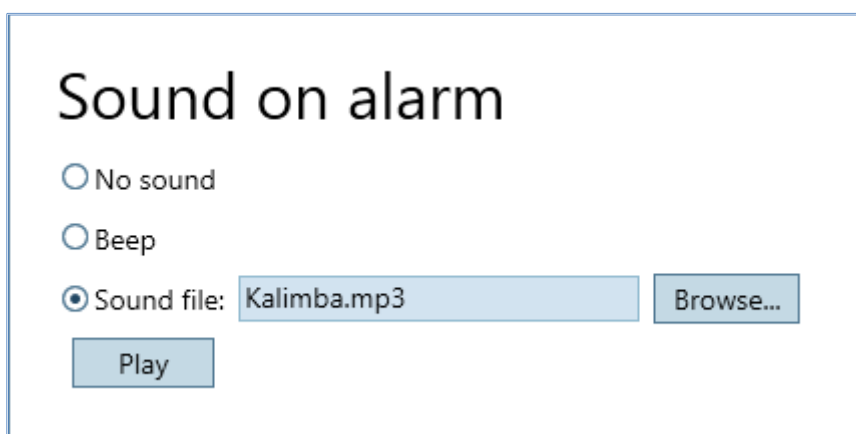 Sound on alarm
No sound
Beep
Sound file: Kalimba.mp3 Browse...
Play